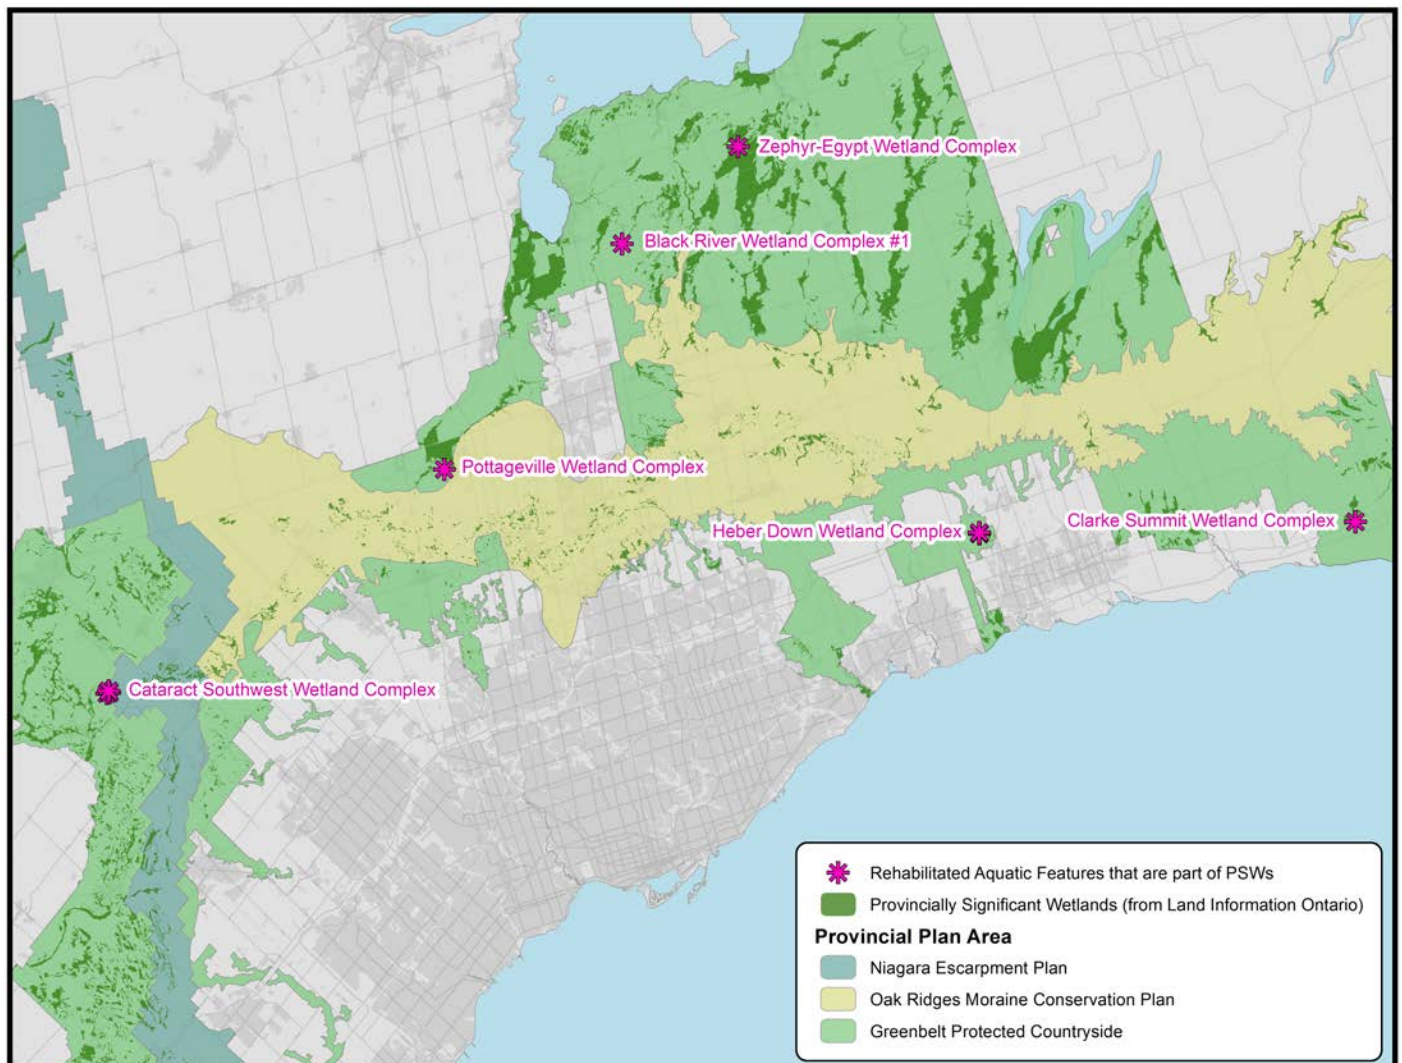 Zephyr-Egypt Wetland Complex
Black River Wetland Complex #1
Pottageville Wetland Complex
Heber Down Wetland Complex
Clarke Summit Wetland Complex
Cataract Southwest Wetland Complex
Rehabilitated Aquatic Features that are part of PSWs
Provincially Significant Wetlands (from Land Information Ontario)
Provincial Plan Area
Niagara Escarpment Plan
Oak Ridges Moraine Conservation Plan
Greenbelt Protected Countryside